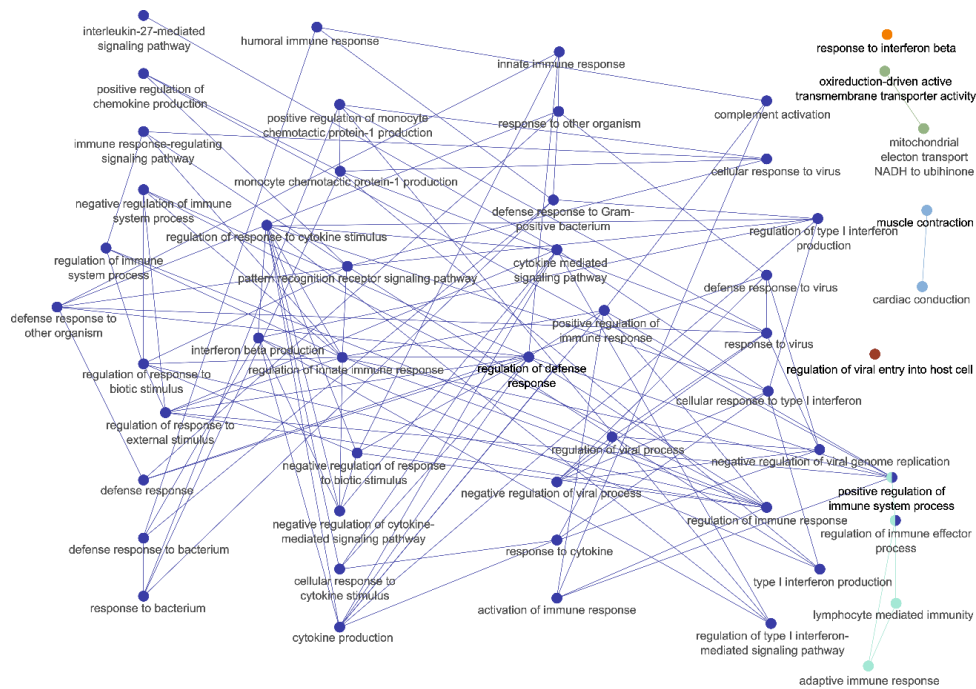 interleukin-27-mediated
signaling pathway
humoral immune response
innate immune response
response to interferon beta
positive regulation of
chemokine production
positive regulation of monocyte
chemotactic protein-1 production
response to other organism
complement activation
oxireduction-driven active
transmembrane transporter activity
immune response-regulating
signaling pathway
monocyte chemotactic protein-1 production
cellular response to virus
mitochondrial
electon transport
NADH to ubihinone
negative regulation of immune
system process
regulation of response to cytokine stimulus
defense response to Gram-
positive bacterium
regulation of type I interferon
production
muscle contraction
regulation of immune
system process
pattern recognition receptor signaling pathway
cytokine mediated
signaling pathway
defense response to virus
cardiac conduction
defense response to
other organism
interferon beta production
positive regulation of
immune response
response to virus
regulation of response to
biotic stimulus
regulation of innate immune response
regulation of defense
response
regulation of viral entry into host cell
regulation of response to
external stimulus
cellular response to type I interferon
negative regulation of response
to biotic stimulus
regulation of viral process
negative regulation of viral genome replication
defense response
negative regulation of viral process
positive regulation of
immune system process
defense response to bacterium
negative regulation of cytokine-
mediated signaling pathway
response to cytokine
regulation of immune response
regulation of immune effector
process
response to bacterium
cellular response to
cytokine stimulus
activation of immune response
type I interferon production
lymphocyte mediated immunity
cytokine production
regulation of type I interferon-
mediated signaling pathway
adaptive immune response